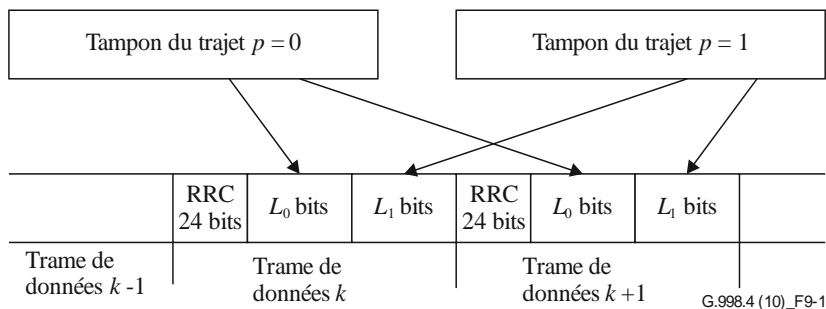 Tampon du trajet p = 0
Tampon du trajet p = 1
RRC
24 bits
L0 bits
L1 bits
RRC
24 bits
L0 bits
L1 bits
Trame de
données k -1
Trame de
données k
Trame de
données k +1
G.998.4 (10)_F9-1